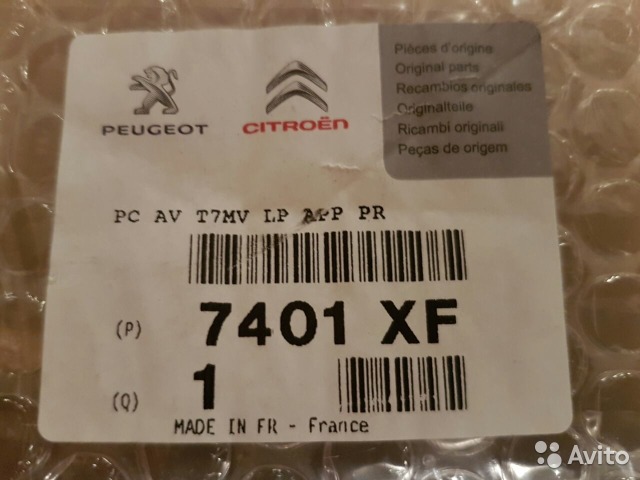 PEUGEOT
CITROËN
Pièces d'origine
Original parts
Recambios originales
Originalteile
Ricambi originali
Peças de origem
PC AV T7MV LP APP PR
(P) 7401 XF
(Q) 1
MADE IN FR - France
Avito